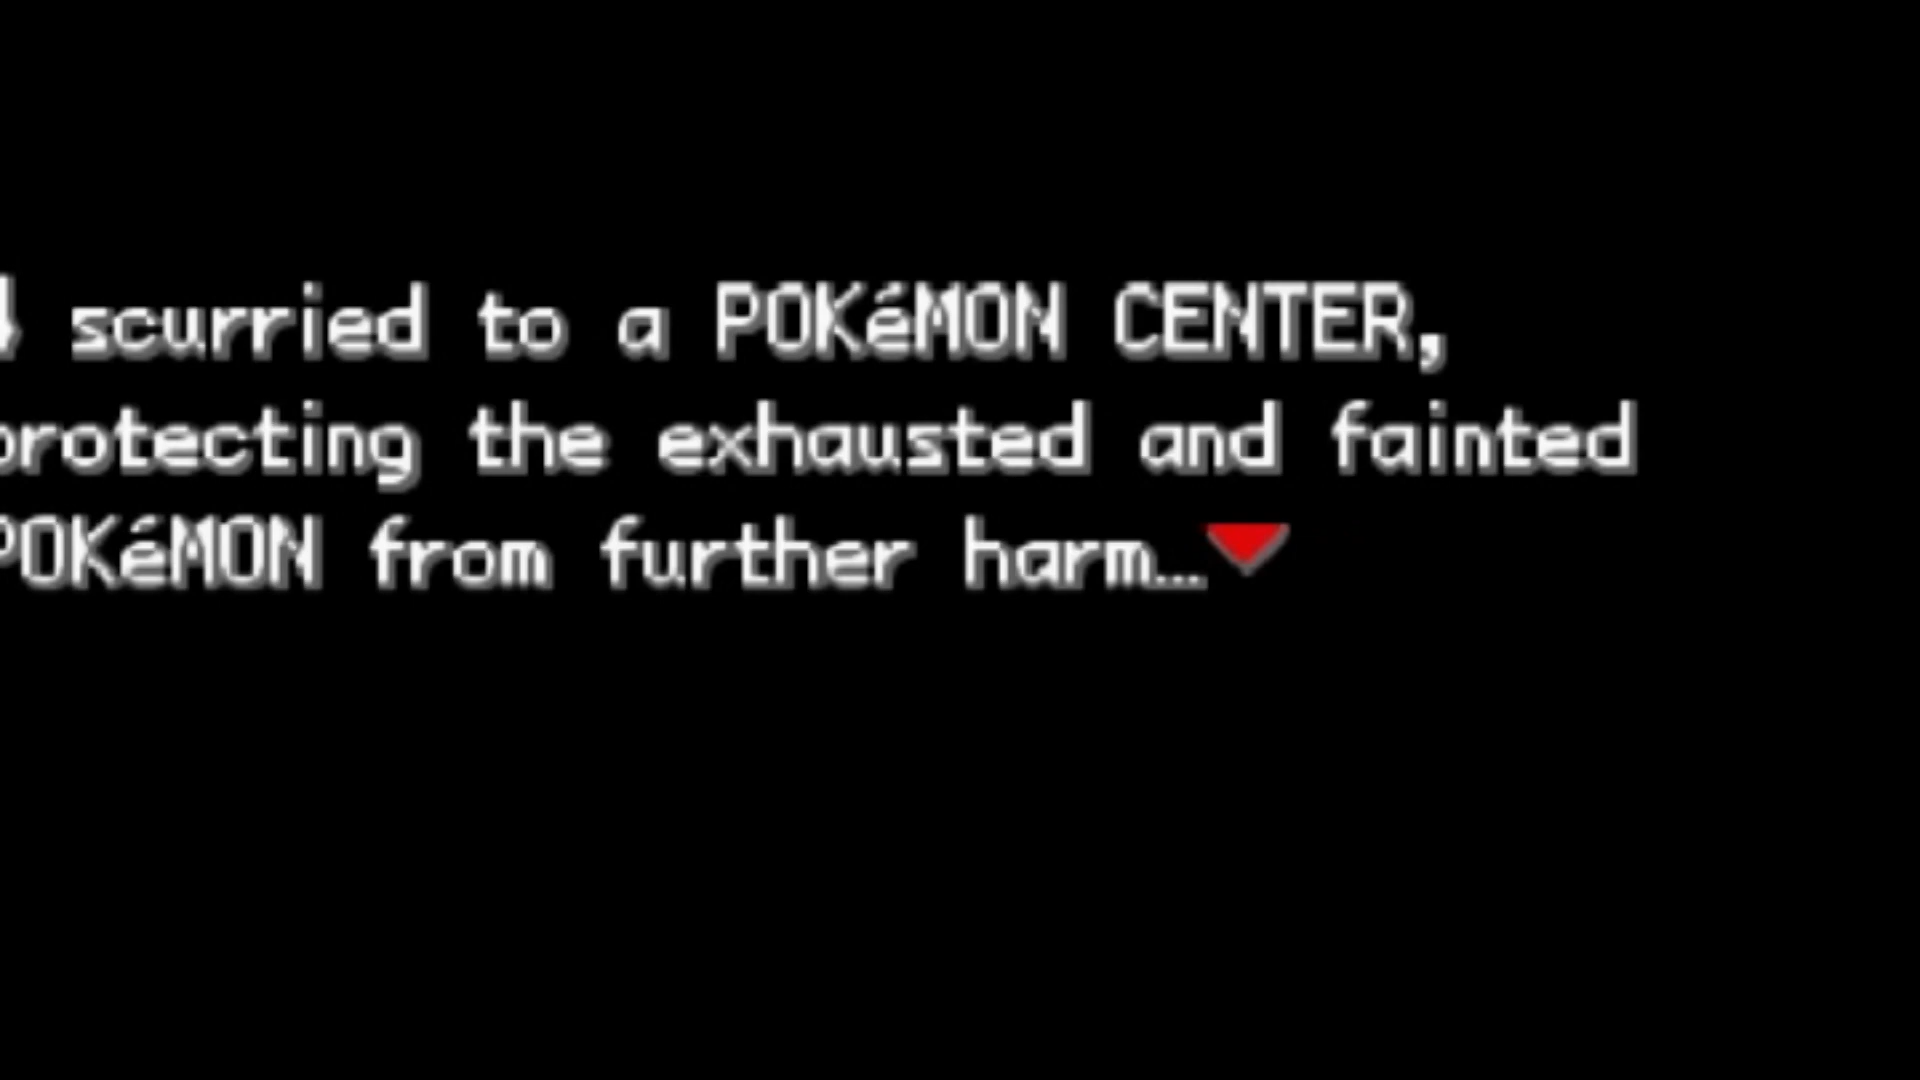 scurried to a POKéMON CENTER,
protecting the exhausted and fainted
POKéMON from further harm…